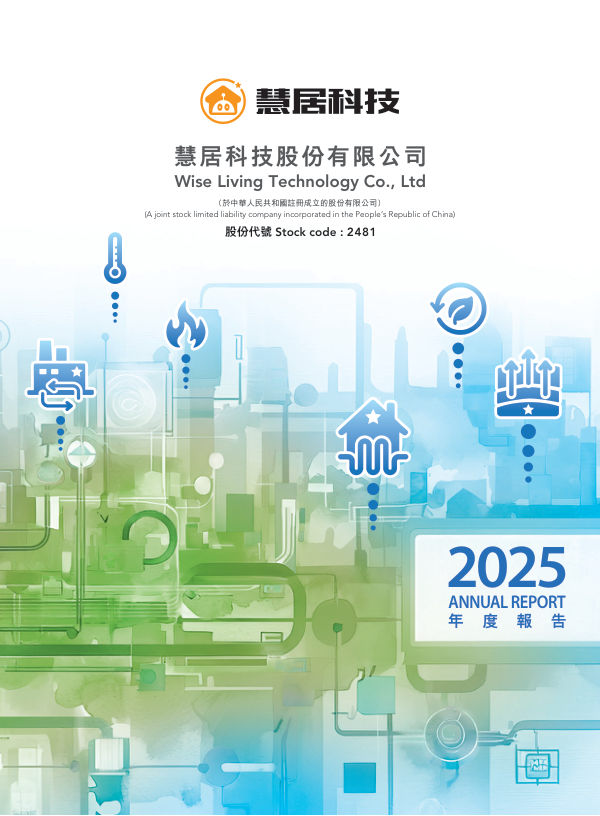 慧居科技
慧居科技股份有限公司
Wise Living Technology Co., Ltd
（於中華人民共和國註冊成立的股份有限公司）
(A joint stock limited liability company incorporated in the People's Republic of China)
股份代號 Stock code : 2481
2025
ANNUAL REPORT
年度報告